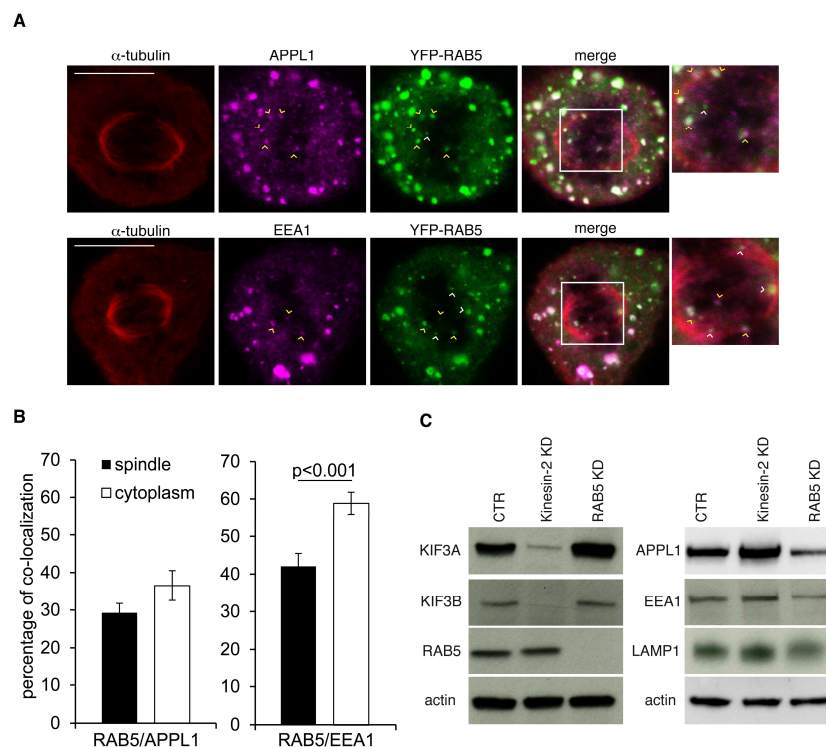 A
α-tubulin APPL1 YFP-RAB5 merge
α-tubulin EEA1 YFP-RAB5 merge
B
percentage of co-localization
70
60
50
40
30
20
10
0
spindle
cytoplasm
RAB5/APPL1
70
60
50
40
30
20
10
0
p<0.001
RAB5/EEA1
C
CTR
Kinesin-2 KD
RAB5 KD
KIF3A
KIF3B
RAB5
actin
CTR
Kinesin-2 KD
RAB5 KD
APPL1
EEA1
LAMP1
actin